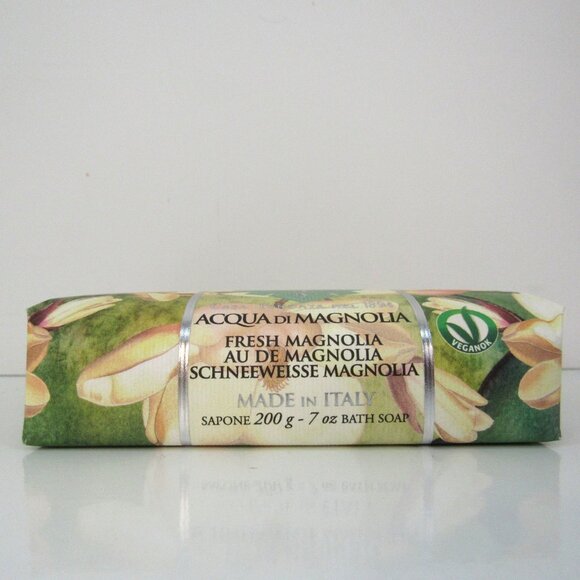 ACQUA DI MAGNOLIA
FRESH MAGNOLIA
AU DE MAGNOLIA
SCHNEEWEISSE MAGNOLIA
MADE IN ITALY
SAPONE 200 g - 7 oz BATH SOAP
VEGANOK